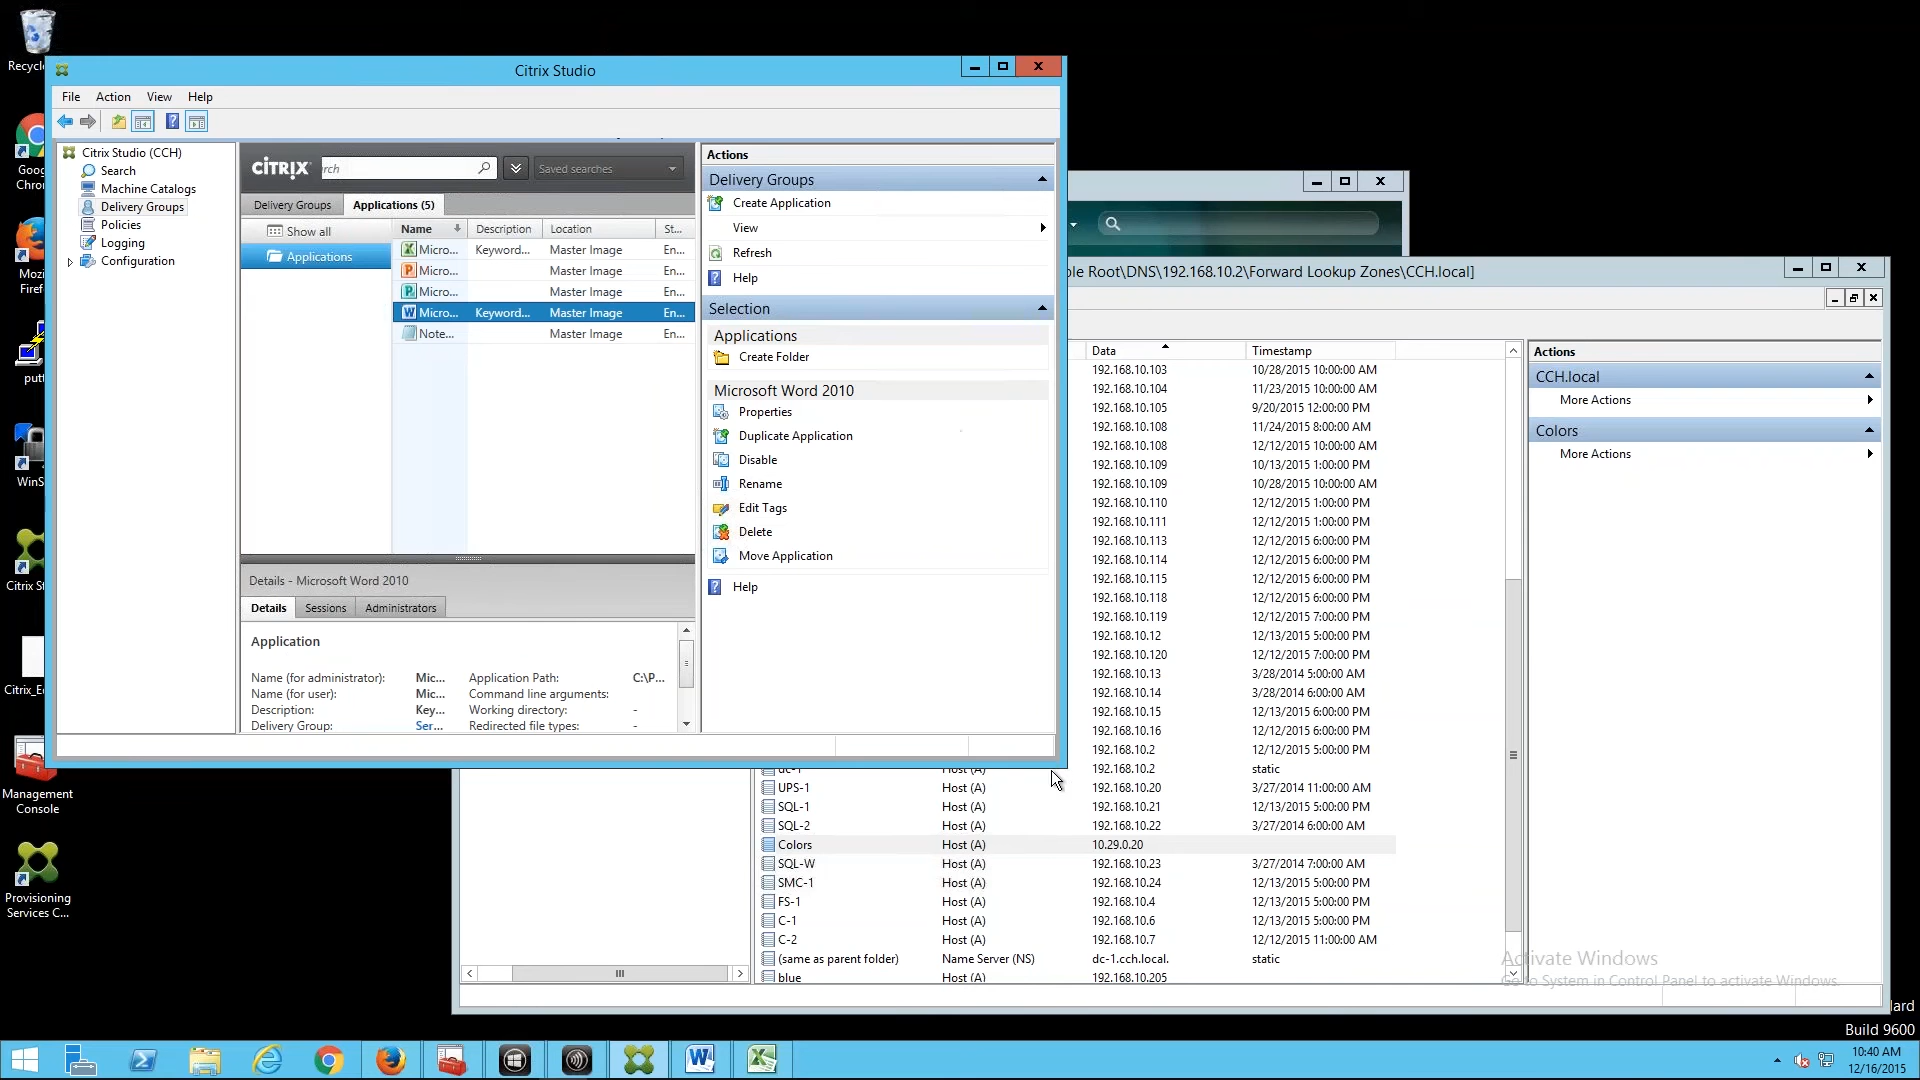 Recycl
Goog
Chro
Mozi
Firef
putt
WinS
Citrix St
Citrix_Ec
Management
Console
Provisioning
Services C...
Citrix Studio
File Action View Help
Citrix Studio (CCH)
Search
Machine Catalogs
Delivery Groups
Policies
Logging
Configuration
CITRIX rch Saved searches
Delivery Groups Applications (5)
Show all
Applications
Name Description Location St...
Micro... Keyword... Master Image En...
Micro... Master Image En...
Micro... Master Image En...
Micro... Keyword... Master Image En...
Note... Master Image En...
Details - Microsoft Word 2010
Details Sessions Administrators
Application
Name (for administrator): Mic... Application Path: C:\P...
Name (for user): Mic... Command line arguments:
Description: Key... Working directory: -
Delivery Group: Ser... Redirected file types: -
Actions
Delivery Groups
Create Application
View
Refresh
Help
Selection
Applications
Create Folder
Microsoft Word 2010
Properties
Duplicate Application
Disable
Rename
Edit Tags
Delete
Move Application
Help
le Root\DNS\192.168.10.2\Forward Lookup Zones\CCH.local]
Data Timestamp
192.168.10.103 10/28/2015 10:00:00 AM
192.168.10.104 11/23/2015 10:00:00 AM
192.168.10.105 9/20/2015 12:00:00 PM
192.168.10.108 11/24/2015 8:00:00 AM
192.168.10.108 12/12/2015 10:00:00 AM
192.168.10.109 10/13/2015 1:00:00 PM
192.168.10.109 10/28/2015 10:00:00 AM
192.168.10.110 12/12/2015 1:00:00 PM
192.168.10.111 12/12/2015 1:00:00 PM
192.168.10.113 12/12/2015 6:00:00 PM
192.168.10.114 12/12/2015 6:00:00 PM
192.168.10.115 12/12/2015 6:00:00 PM
192.168.10.118 12/12/2015 6:00:00 PM
192.168.10.119 12/12/2015 7:00:00 PM
192.168.10.12 12/13/2015 5:00:00 PM
192.168.10.120 12/12/2015 7:00:00 PM
192.168.10.13 3/28/2014 5:00:00 AM
192.168.10.14 3/28/2014 6:00:00 AM
192.168.10.15 12/13/2015 6:00:00 PM
192.168.10.16 12/12/2015 6:00:00 PM
192.168.10.2 12/12/2015 5:00:00 PM
dc-1 Host (A) 192.168.10.2 static
UPS-1 Host (A) 192.168.10.20 3/27/2014 11:00:00 AM
SQL-1 Host (A) 192.168.10.21 12/13/2015 5:00:00 PM
SQL-2 Host (A) 192.168.10.22 3/27/2014 6:00:00 AM
Colors Host (A) 10.29.0.20
SQL-W Host (A) 192.168.10.23 3/27/2014 7:00:00 AM
SMC-1 Host (A) 192.168.10.24 12/13/2015 5:00:00 PM
FS-1 Host (A) 192.168.10.4 12/13/2015 5:00:00 PM
C-1 Host (A) 192.168.10.6 12/13/2015 5:00:00 PM
C-2 Host (A) 192.168.10.7 12/12/2015 11:00:00 AM
(same as parent folder) Name Server (NS) dc-1.cch.local. static
blue Host (A) 192.168.10.205
Actions
CCH.local
More Actions
Colors
More Actions
Activate Windows
Go to System in Control Panel to activate Windows.
lard
Build 9600
10:40 AM
12/16/2015